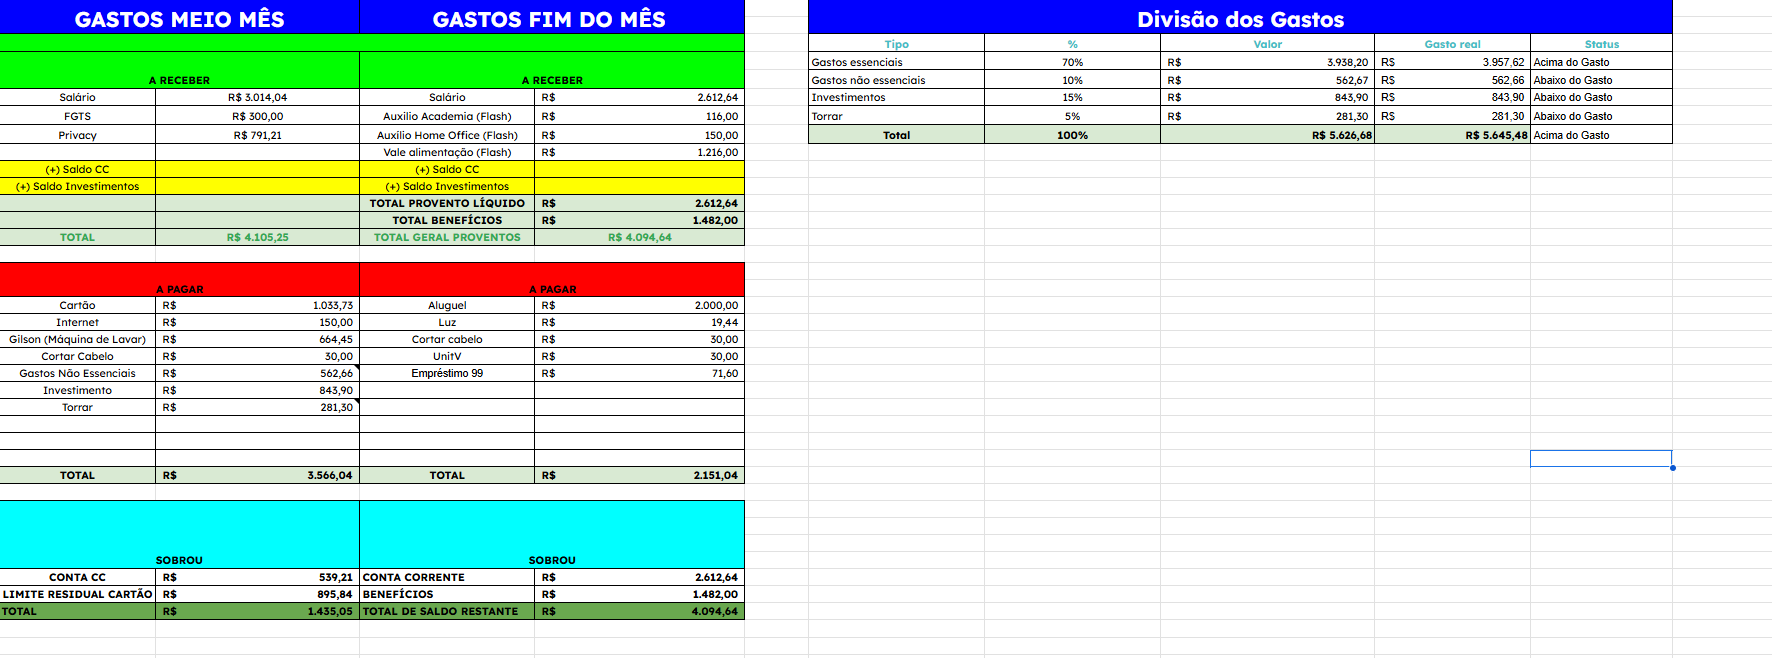 GASTOS MEIO MÊS GASTOS FIM DO MÊS
A RECEBER A RECEBER
Salário R$ 3.014,04 Salário R$ 2.612,64
FGTS R$ 300,00 Auxilio Academia (Flash) R$ 116,00
Privacy R$ 791,21 Auxilio Home Office (Flash) R$ 150,00
Vale alimentação (Flash) R$ 1.216,00
(+) Saldo CC (+) Saldo CC
(+) Saldo Investimentos (+) Saldo Investimentos
TOTAL PROVENTO LÍQUIDO R$ 2.612,64
TOTAL BENEFÍCIOS R$ 1.482,00
TOTAL R$ 4.105,25 TOTAL GERAL PROVENTOS R$ 4.094,64
A PAGAR A PAGAR
Cartão R$ 1.033,73 Aluguel R$ 2.000,00
Internet R$ 150,00 Luz R$ 19,44
Gilson (Máquina de Lavar) R$ 664,45 Cortar cabelo R$ 30,00
Cortar Cabelo R$ 30,00 UnitV R$ 30,00
Gastos Não Essenciais R$ 562,66 Empréstimo 99 R$ 71,60
Investimento R$ 843,90
Torrar R$ 281,30
TOTAL R$ 3.566,04 TOTAL R$ 2.151,04
SOBROU SOBROU
CONTA CC R$ 539,21 CONTA CORRENTE R$ 2.612,64
LIMITE RESIDUAL CARTÃO R$ 895,84 BENEFÍCIOS R$ 1.482,00
TOTAL R$ 1.435,05 TOTAL DE SALDO RESTANTE R$ 4.094,64
Divisão dos Gastos
Tipo % Valor Gasto real Status
Gastos essenciais 70% R$ 3.938,20 R$ 3.957,62 Acima do Gasto
Gastos não essenciais 10% R$ 562,67 R$ 562,66 Abaixo do Gasto
Investimentos 15% R$ 843,90 R$ 843,90 Abaixo do Gasto
Torrar 5% R$ 281,30 R$ 281,30 Abaixo do Gasto
Total 100% R$ 5.626,68 R$ 5.645,48 Acima do Gasto